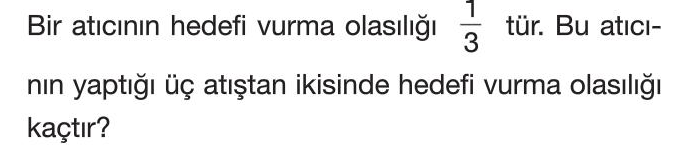 Bir atıcının hedefi vurma olasılığı 1/3 tür. Bu atıcı-
nın yaptığı üç atıştan ikisinde hedefi vurma olasılığı
kaçtır?